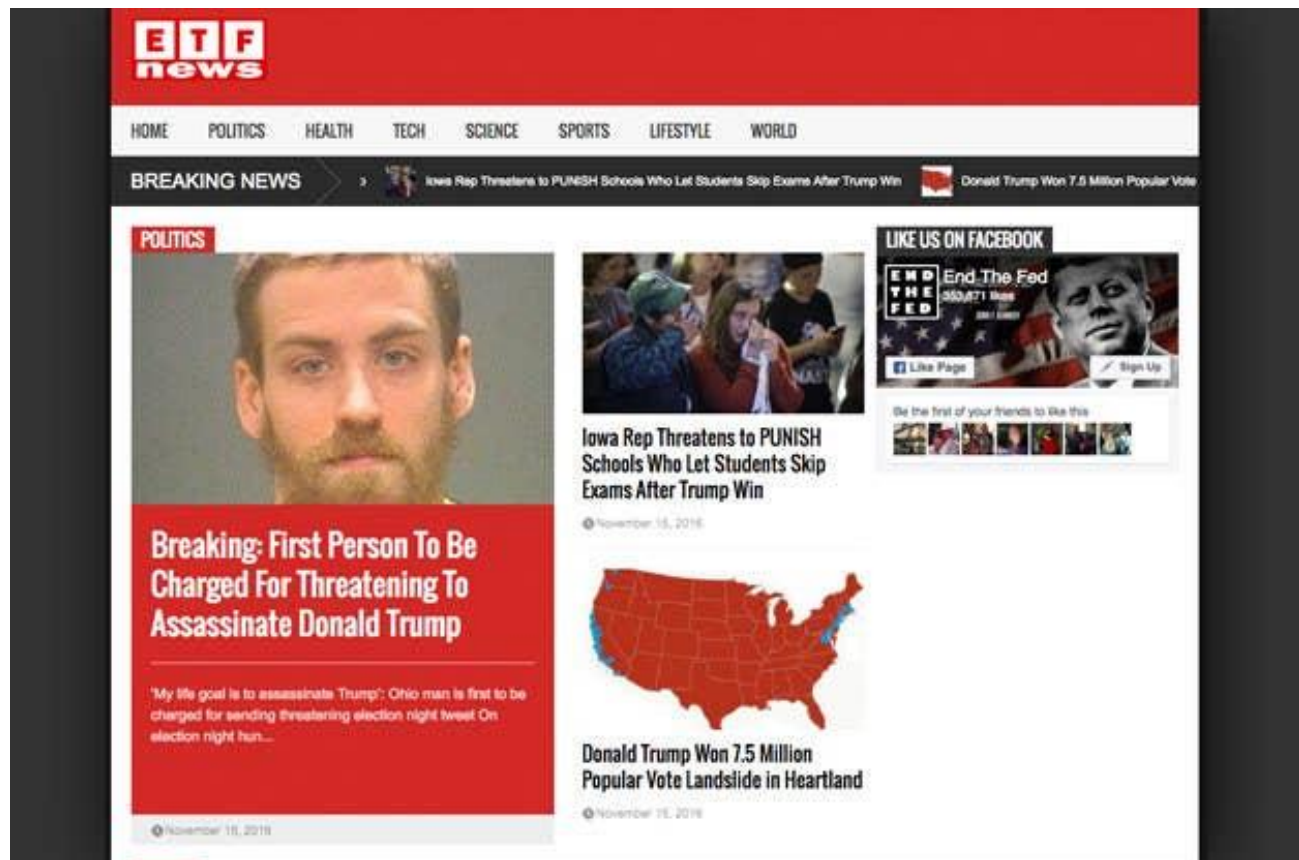 E T F
news
HOME POLITICS HEALTH TECH SCIENCE SPORTS LIFESTYLE WORLD
BREAKING NEWS
Iowa Rep Threatens to PUNISH Schools Who Let Students Skip Exams After Trump Win
Donald Trump Won 7.5 Million Popular Vote
POLITICS
Breaking: First Person To Be
Charged For Threatening To
Assassinate Donald Trump
'My life goal is to assassinate Trump': Ohio man is first to be
charged for sending threatening election night tweet On
election night hun...
November 15, 2016
Iowa Rep Threatens to PUNISH
Schools Who Let Students Skip
Exams After Trump Win
November 15, 2016
Donald Trump Won 7.5 Million
Popular Vote Landslide in Heartland
November 15, 2016
LIKE US ON FACEBOOK
END
THE
FED
End The Fed
353,871 likes
Like Page
Sign Up
Be the first of your friends to like this